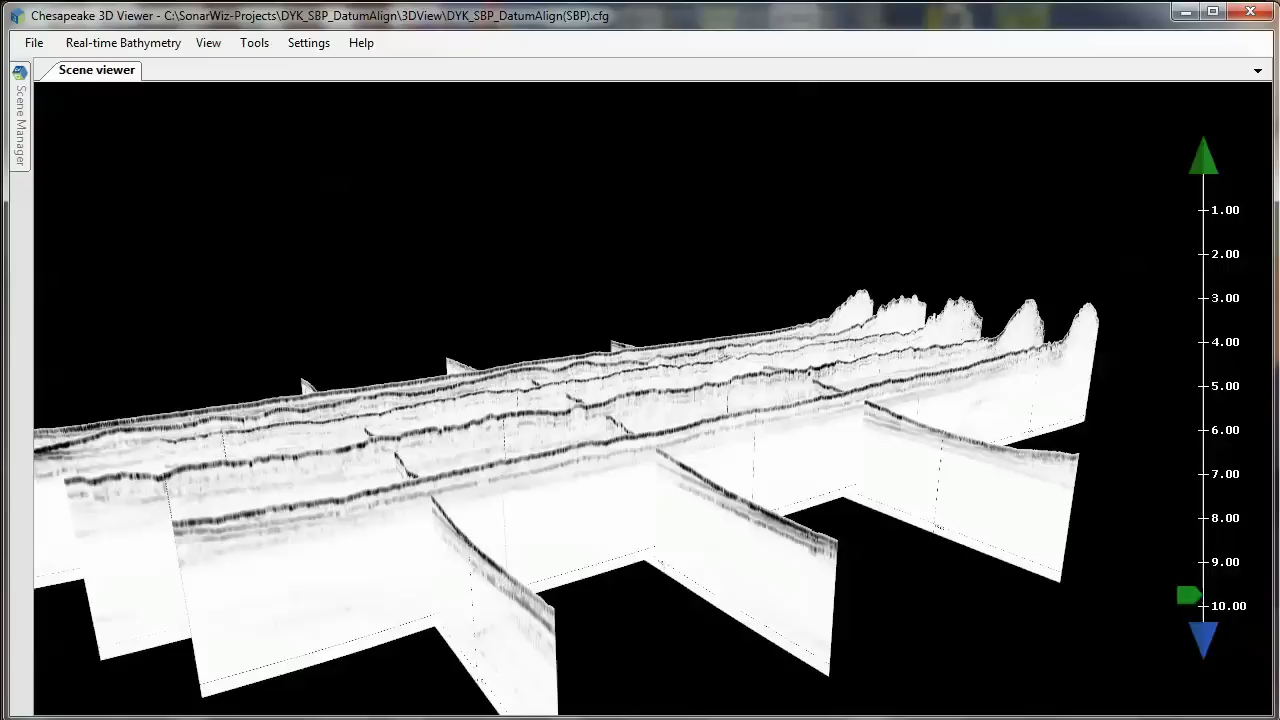 Chesapeake 3D Viewer - C:\SonarWiz-Projects\DYK_SBP_DatumAlign\3DView\DYK_SBP_DatumAlign(SBP).cfg
File Real-time Bathymetry View Tools Settings Help
Scene viewer
Scene Manager
1.00
2.00
3.00
4.00
5.00
6.00
7.00
8.00
9.00
10.00